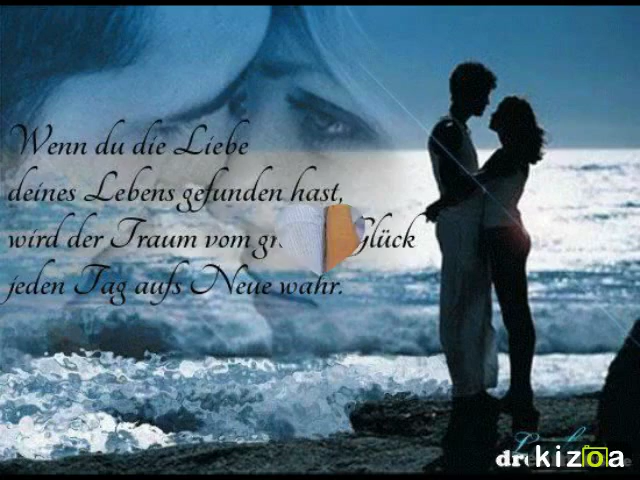 Wenn du die Liebe
deines Lebens gefunden hast,
wird der Traum vom Glück
jeden Tag aufs Neue wahr.
kizoa